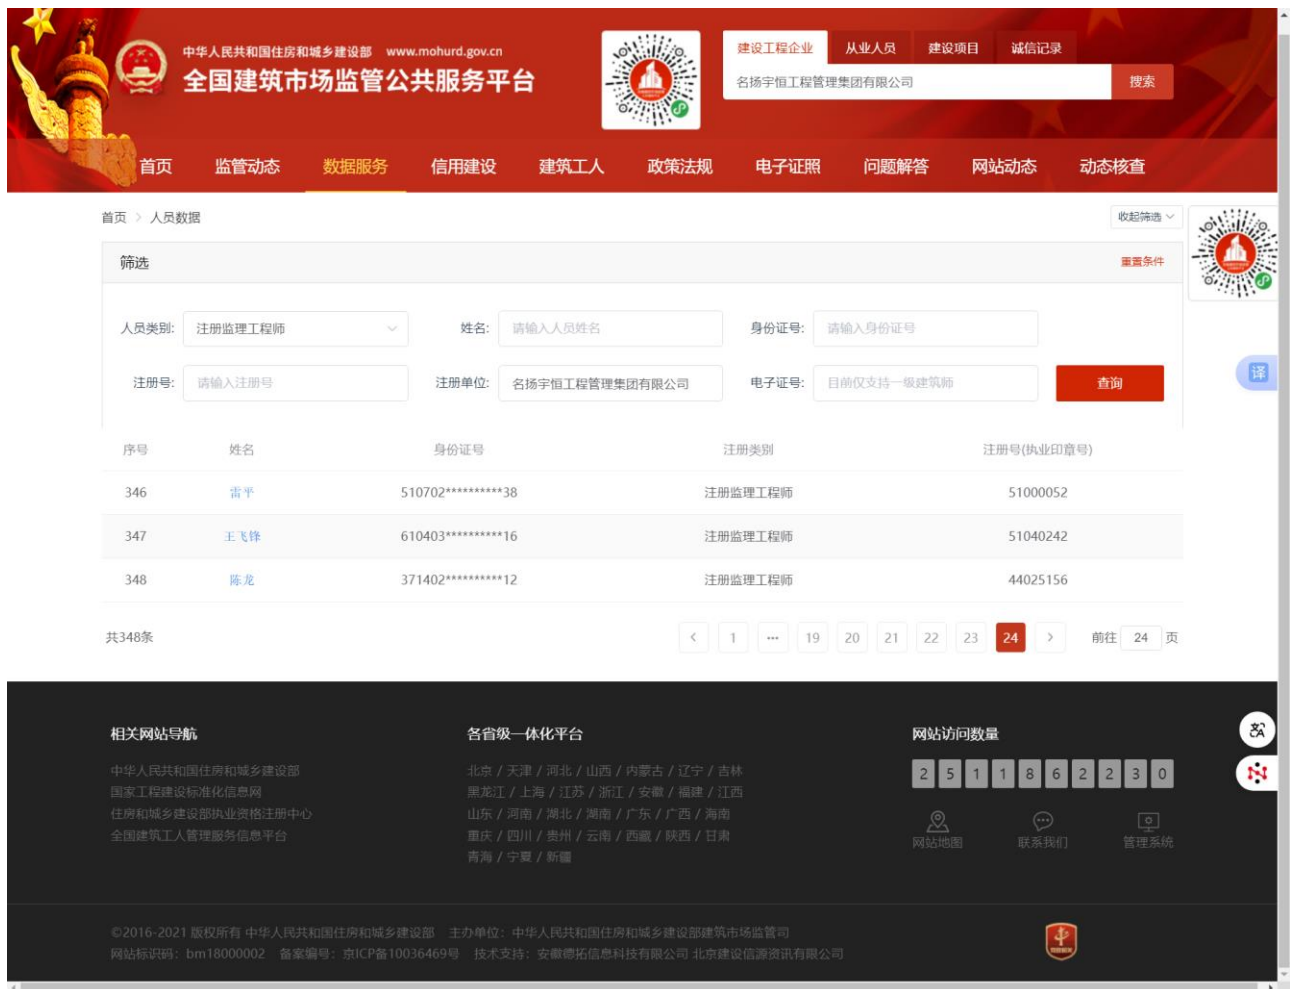 中华人民共和国住房和城乡建设部 www.mohurd.gov.cn
全国建筑市场监管公共服务平台
建设工程企业 从业人员 建设项目 诚信记录
名扬宇恒工程管理集团有限公司 搜索
首页 监管动态 数据服务 信用建设 建筑工人 政策法规 电子证照 问题解答 网站动态 动态核查
首页 > 人员数据 收起筛选
筛选 重置条件
人员类别: 注册监理工程师 姓名: 请输入人员姓名 身份证号: 请输入身份证号
注册号: 请输入注册号 注册单位: 名扬宇恒工程管理集团有限公司 电子证号: 目前仅支持一级建筑师 查询
译
序号 姓名 身份证号 注册类别 注册号(执业印章号)
346 雷平 510702**********38 注册监理工程师 51000052
347 王飞锋 610403**********16 注册监理工程师 51040242
348 陈龙 371402**********12 注册监理工程师 44025156
共348条 < 1 ··· 19 20 21 22 23 24 > 前往 24 页
相关网站导航 各省级一体化平台 网站访问数量
中华人民共和国住房和城乡建设部 北京 / 天津 / 河北 / 山西 / 内蒙古 / 辽宁 / 吉林 2 5 1 1 8 6 2 2 3 0
国家工程建设标准化信息网 黑龙江 / 上海 / 江苏 / 浙江 / 安徽 / 福建 / 江西
住房和城乡建设部执业资格注册中心 山东 / 河南 / 湖北 / 湖南 / 广东 / 广西 / 海南
全国建筑工人管理服务信息平台 重庆 / 四川 / 贵州 / 云南 / 西藏 / 陕西 / 甘肃 网站地图 联系我们 管理系统
青海 / 宁夏 / 新疆
©2016-2021 版权所有 中华人民共和国住房和城乡建设部 主办单位：中华人民共和国住房和城乡建设部建筑市场监管司
网站标识码：bm18000002 备案编号：京ICP备10036469号 技术支持：安徽德拓信息科技有限公司 北京建设信源资讯有限公司